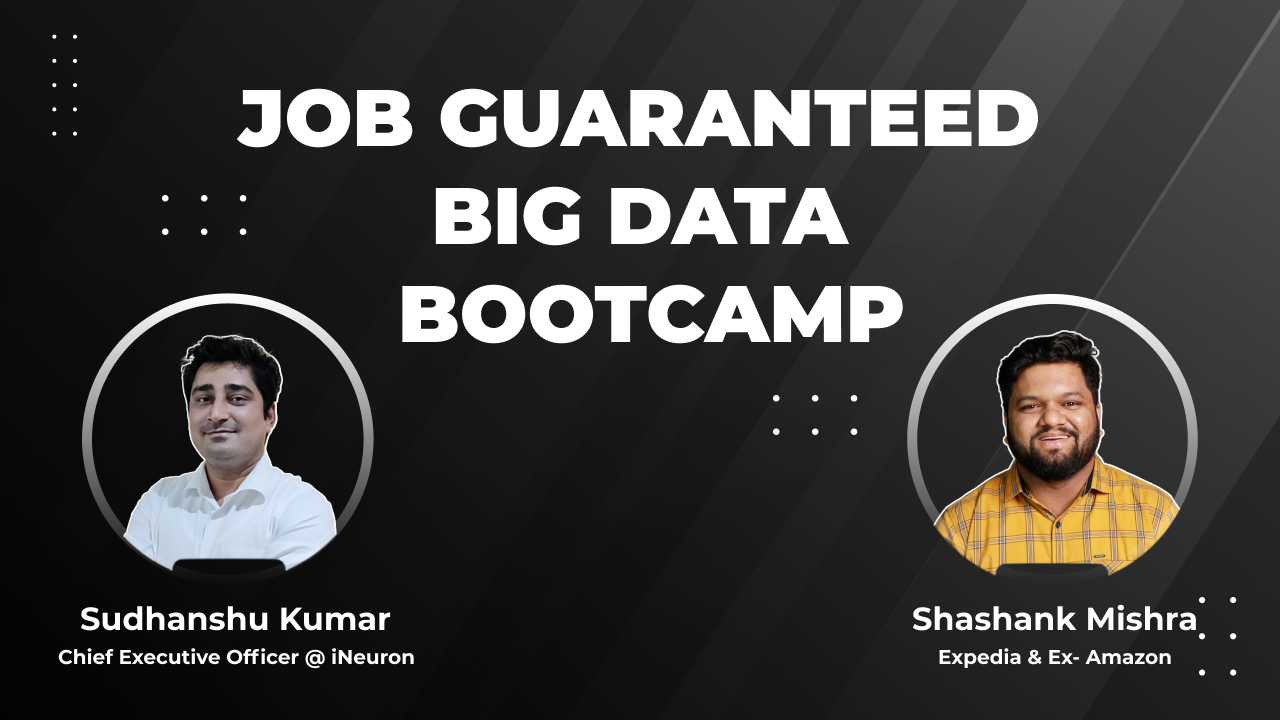 JOB GUARANTEED
BIG DATA
BOOTCAMP
Sudhanshu Kumar
Chief Executive Officer @ iNeuron
Shashank Mishra
Expedia & Ex- Amazon